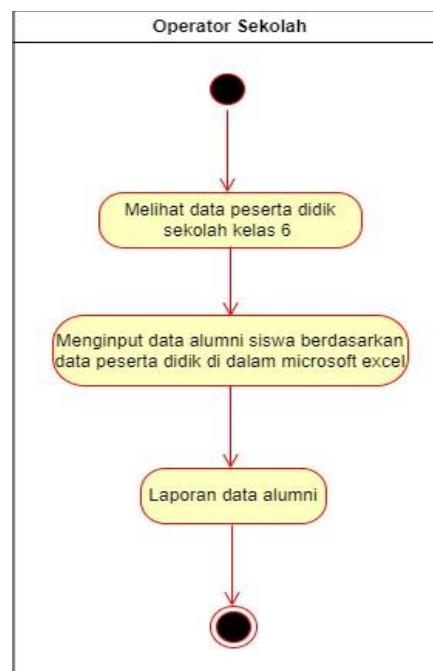 Operator Sekolah
Melihat data peserta didik
sekolah kelas 6
Menginput data alumni siswa berdasarkan
data peserta didik di dalam microsoft excel
Laporan data alumni